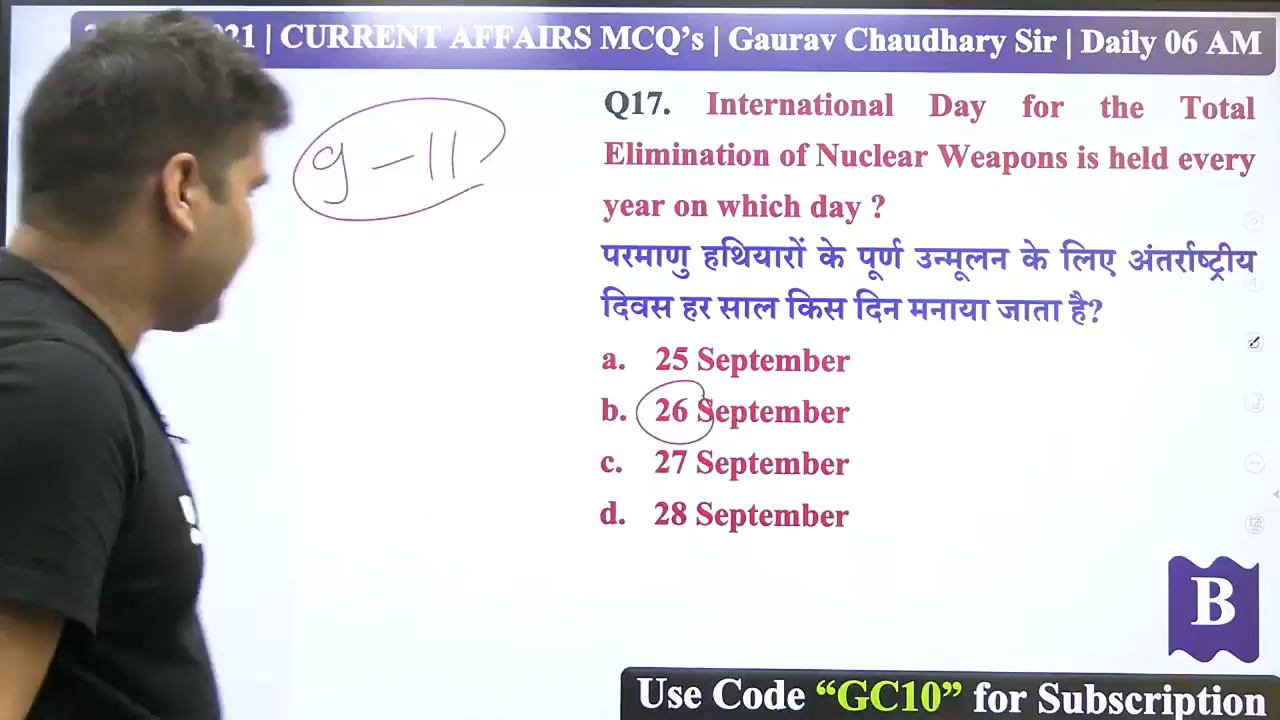 21 | CURRENT AFFAIRS MCQ’s | Gaurav Chaudhary Sir | Daily 06 AM
9 – 11
Q17. International Day for the Total
Elimination of Nuclear Weapons is held every
year on which day ?
परमाणु हथियारों के पूर्ण उन्मूलन के लिए अंतर्राष्ट्रीय
दिवस हर साल किस दिन मनाया जाता है?
a. 25 September
b. 26 September
c. 27 September
d. 28 September
B
Use Code “GC10” for Subscription